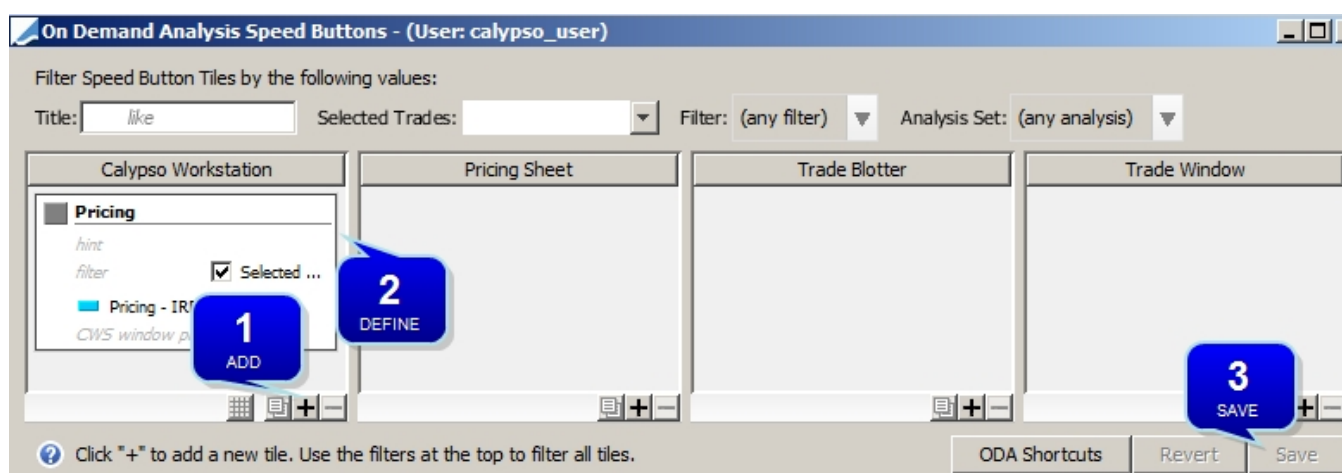 On Demand Analysis Speed Buttons - (User: calypso_user)
Filter Speed Button Tiles by the following values:
Title: like Selected Trades: Filter: (any filter) Analysis Set: (any analysis)
Calypso Workstation Pricing Sheet Trade Blotter Trade Window
Pricing
hint
filter Selected ...
Pricing -
CWS window
1
ADD
2
DEFINE
3
SAVE
Click "+" to add a new tile. Use the filters at the top to filter all tiles. ODA Shortcuts Revert Save